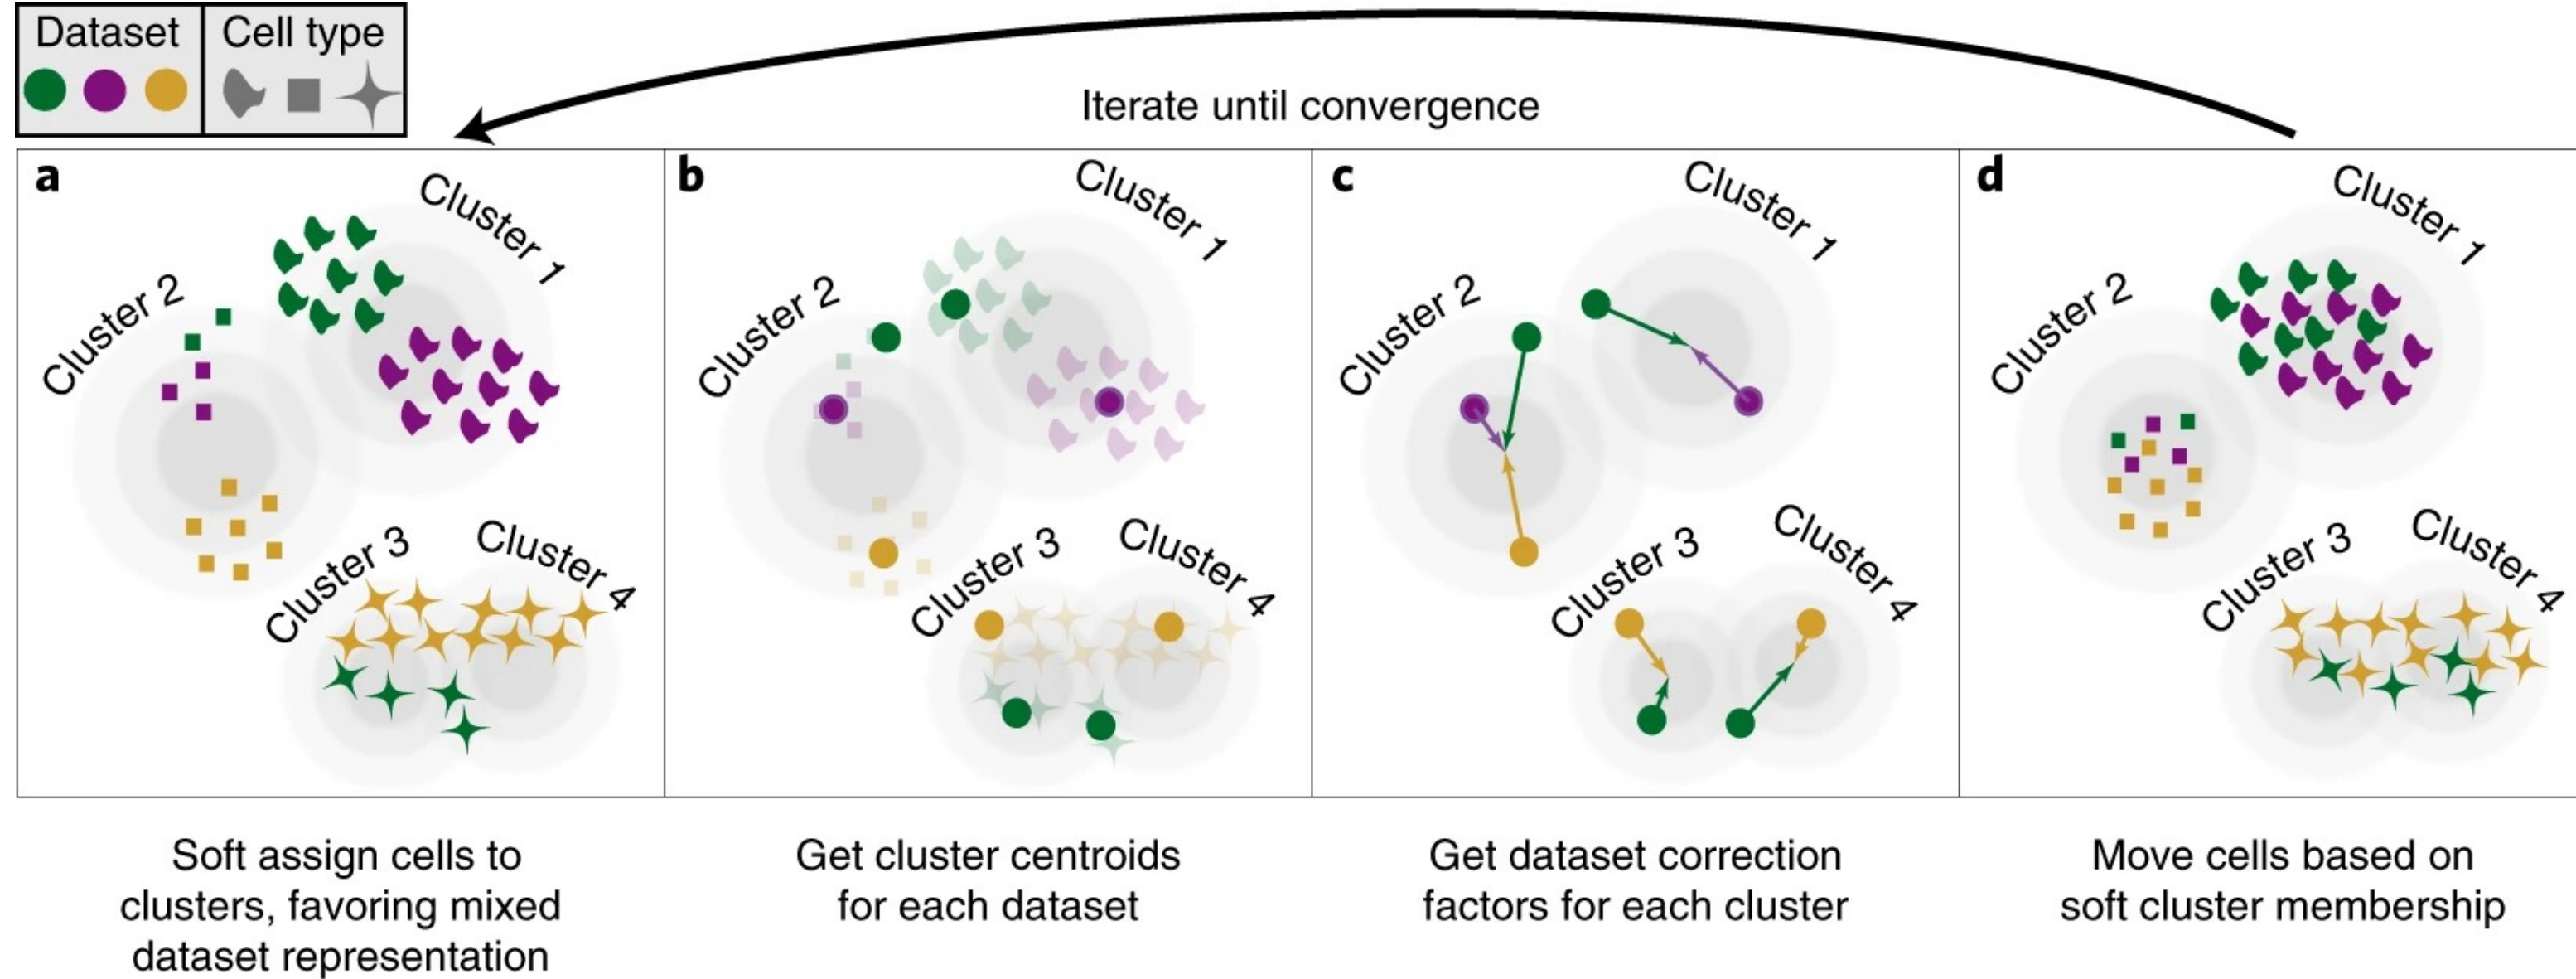 Dataset
Cell type
Iterate until convergence
a
Cluster 1
Cluster 2
Cluster 3
Cluster 4
b
Cluster 1
Cluster 2
Cluster 3
Cluster 4
c
Cluster 1
Cluster 2
Cluster 3
Cluster 4
d
Cluster 1
Cluster 2
Cluster 3
Cluster 4
Soft assign cells to
clusters, favoring mixed
dataset representation
Get cluster centroids
for each dataset
Get dataset correction
factors for each cluster
Move cells based on
soft cluster membership